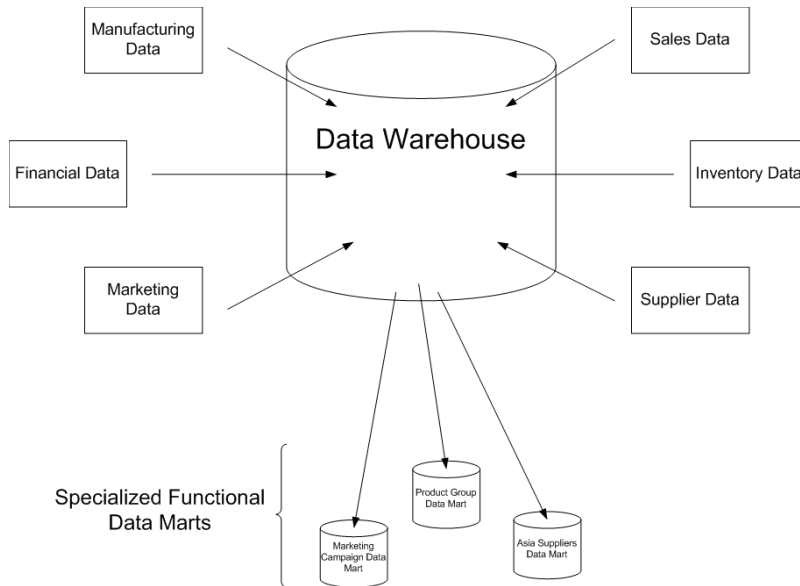 Manufacturing
Data
Sales Data
Data Warehouse
Financial Data
Inventory Data
Marketing
Data
Supplier Data
Specialized Functional
Data Marts
Product Group
Data Mart
Marketing
Campaign Data
Mart
Asia Suppliers
Data Mart